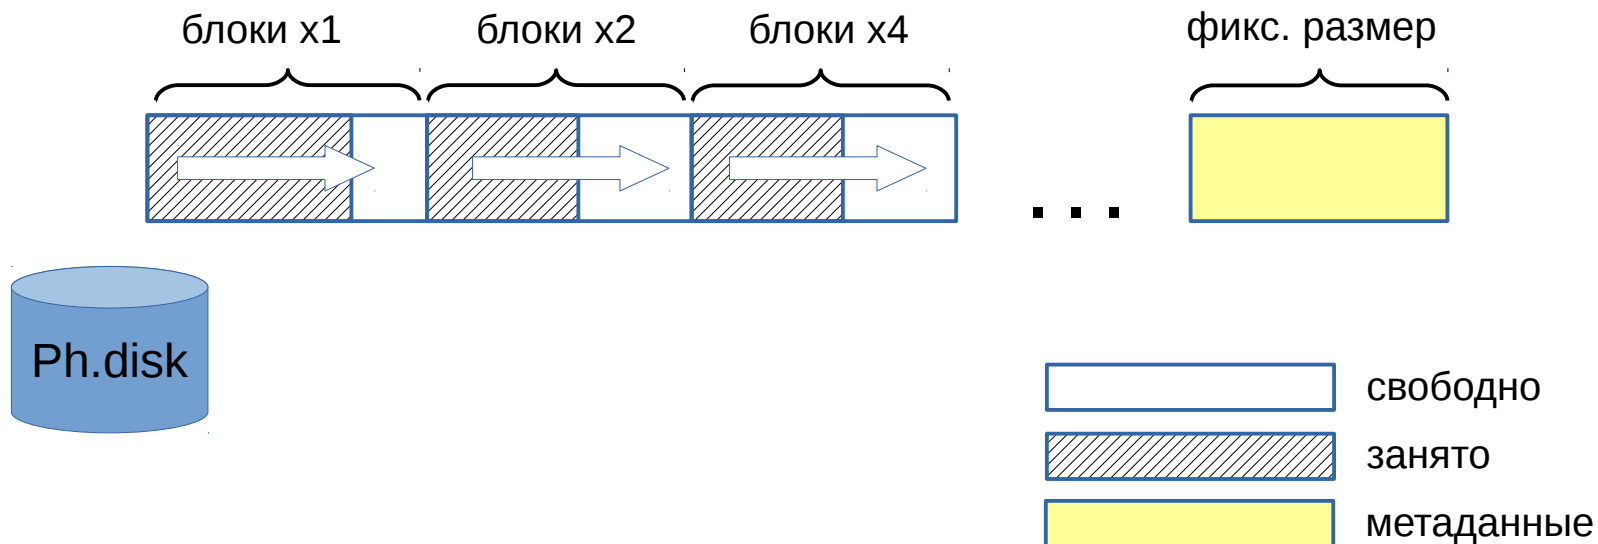 блоки x1
блоки x2
блоки x4
фикс. размер
. . .
Ph.disk
свободно
занято
метаданные